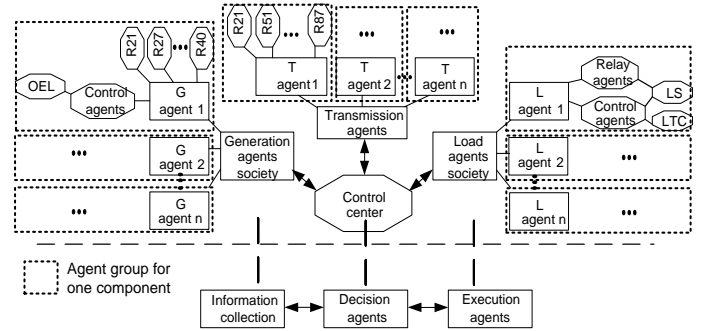 R21
R27
R40
R21
R51
R87
OEL
Control
agents
G
agent 1
T
agent1
T
agent 2
T
agent n
Relay
agents
L
agent 1
Control
agents
LS
LTC
Transmission
agents
G
agent 2
Generation
agents
society
Load
agents
society
L
agent 2
G
agent n
Control
center
L
agent n
Agent group for
one component
Information
collection
Decision
agents
Execution
agents